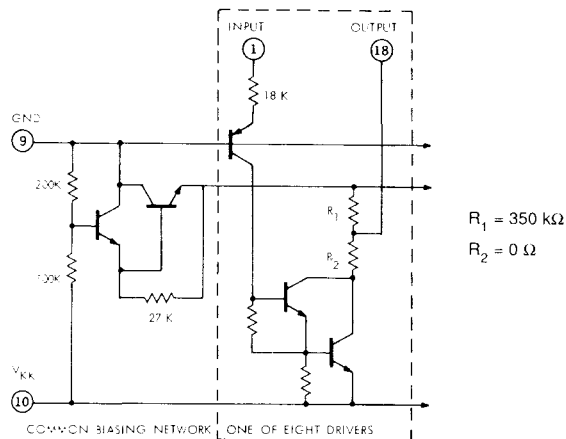 INPUT
OUTPUT
1
18
18 K
GND
9
200K
R1
R1 = 350 kΩ
R2 = 0 Ω
R2
27 K
VKK
10
COMMON BIASING NETWORK
ONE OF EIGHT DRIVERS